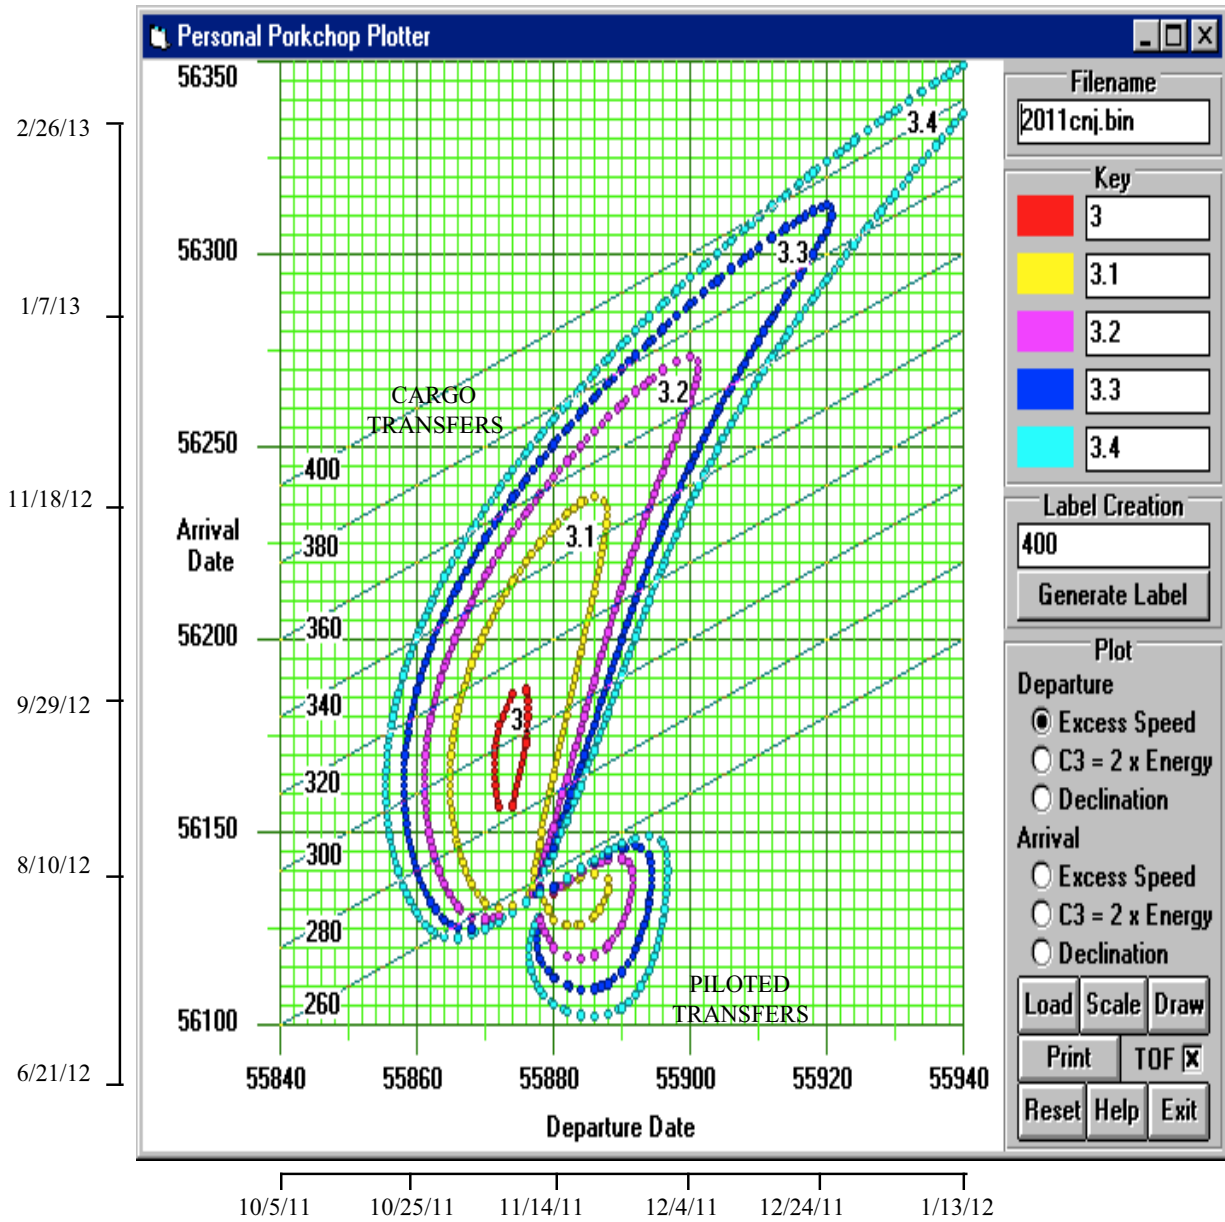 Personal Porkchop Plotter
56350
56300
56250
56200
56150
56100
Arrival
Date
2/26/13
1/7/13
11/18/12
9/29/12
8/10/12
6/21/12
3.4
3.3
3.2
3.1
3
CARGO
TRANSFERS
400
380
360
340
320
300
280
260
PILOTED
TRANSFERS
55840 55860 55880 55900 55920 55940
Departure Date
10/5/11 10/25/11 11/14/11 12/4/11 12/24/11 1/13/12
Filename
2011cnj.bin
Key
3
3.1
3.2
3.3
3.4
Label Creation
400
Generate Label
Plot
Departure
Excess Speed
C3 = 2 x Energy
Declination
Arrival
Excess Speed
C3 = 2 x Energy
Declination
Load Scale Draw
Print TOF
Reset Help Exit